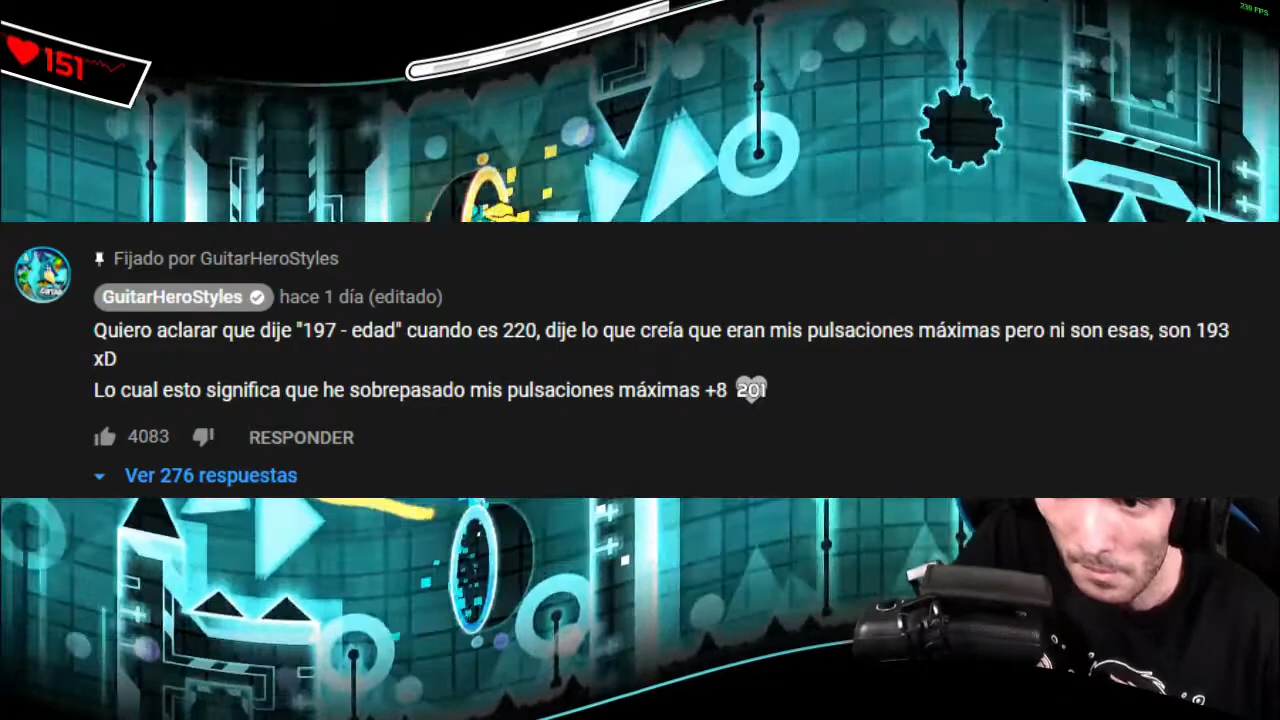 239 FPS
151
Fijado por GuitarHeroStyles
GuitarHeroStyles hace 1 día (editado)
Quiero aclarar que dije "197 - edad" cuando es 220, dije lo que creía que eran mis pulsaciones máximas pero ni son esas, son 193
xD
Lo cual esto significa que he sobrepasado mis pulsaciones máximas +8 201
4083 RESPONDER
Ver 276 respuestas